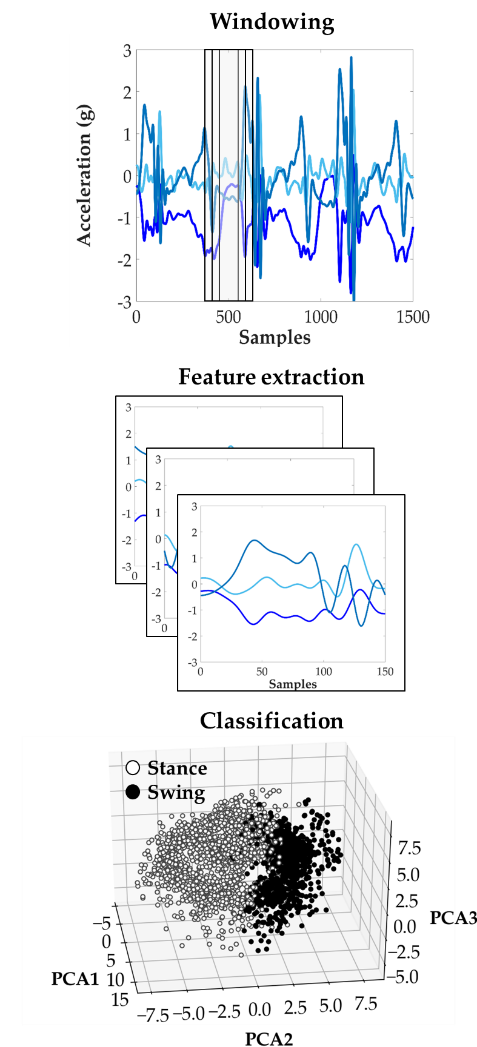 Windowing
Acceleration (g)
3
2
1
0
-1
-2
-3
0 500 1000 1500
Samples
Feature extraction
3
2
1
0
-1
-2
-3
0
3
2
1
0
-1
-2
-3
0
3
2
1
0
-1
-2
-3
0 50 100 150
Samples
Classification
Stance
Swing
7.5
5.0
2.5
0.0
−2.5
−5.0
PCA3
−5
0
5
10
15
PCA1
−7.5 −5.0 −2.5 0.0 2.5 5.0 7.5
PCA2